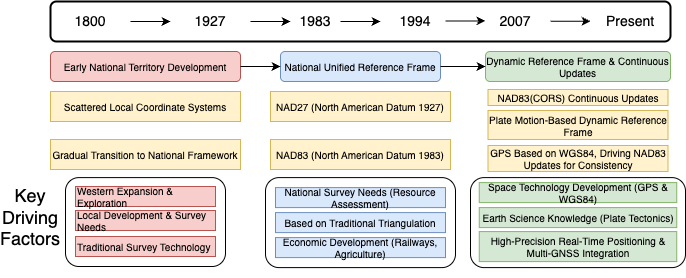 1800 1927 1983 1994 2007 Present
Early National Territory Development
National Unified Reference Frame
Dynamic Reference Frame & Continuous
Updates
Scattered Local Coordinate Systems
NAD27 (North American Datum 1927)
NAD83(CORS) Continuous Updates
Plate Motion-Based Dynamic Reference
Frame
Gradual Transition to National Framework
NAD83 (North American Datum 1983)
GPS Based on WGS84, Driving NAD83
Updates for Consistency
Key
Driving
Factors
Western Expansion &
Exploration
Local Development & Survey
Needs
Traditional Survey Technology
National Survey Needs (Resource
Assessment)
Based on Traditional Triangulation
Economic Development (Railways,
Agriculture)
Space Technology Development (GPS &
WGS84)
Earth Science Knowledge (Plate Tectonics)
High-Precision Real-Time Positioning &
Multi-GNSS Integration